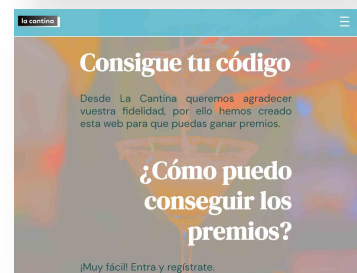 la cantina
Consigue tu código
Desde La Cantina queremos agradecer
vuestra fidelidad, por ello hemos creado
esta web para que puedas ganar premios.
¿Cómo puedo
conseguir los
premios?
¡Muy fácil! Entra y regístrate.